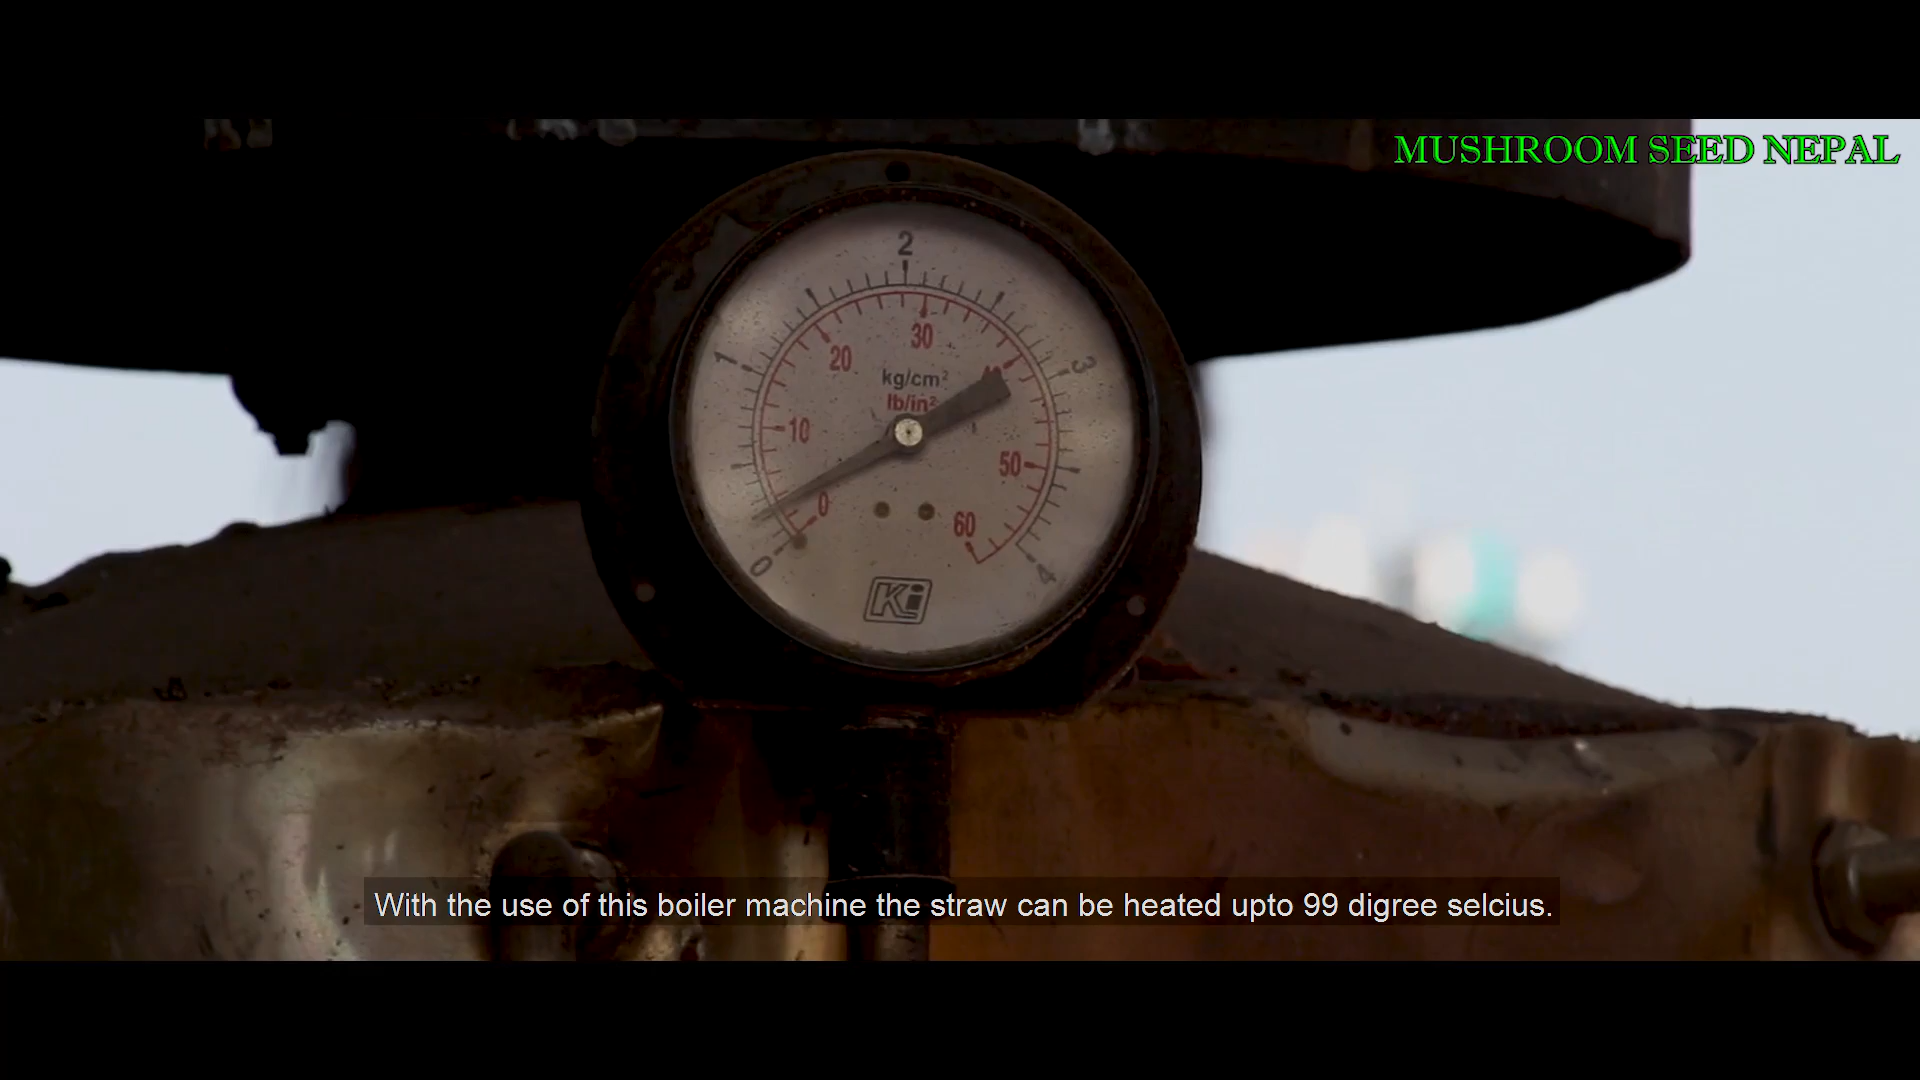 MUSHROOM SEED NEPAL
2
30
20
1
3
kg/cm²
40
lb/in²
10
50
0
60
0
4
Ki
With the use of this boiler machine the straw can be heated upto 99 digree selcius.